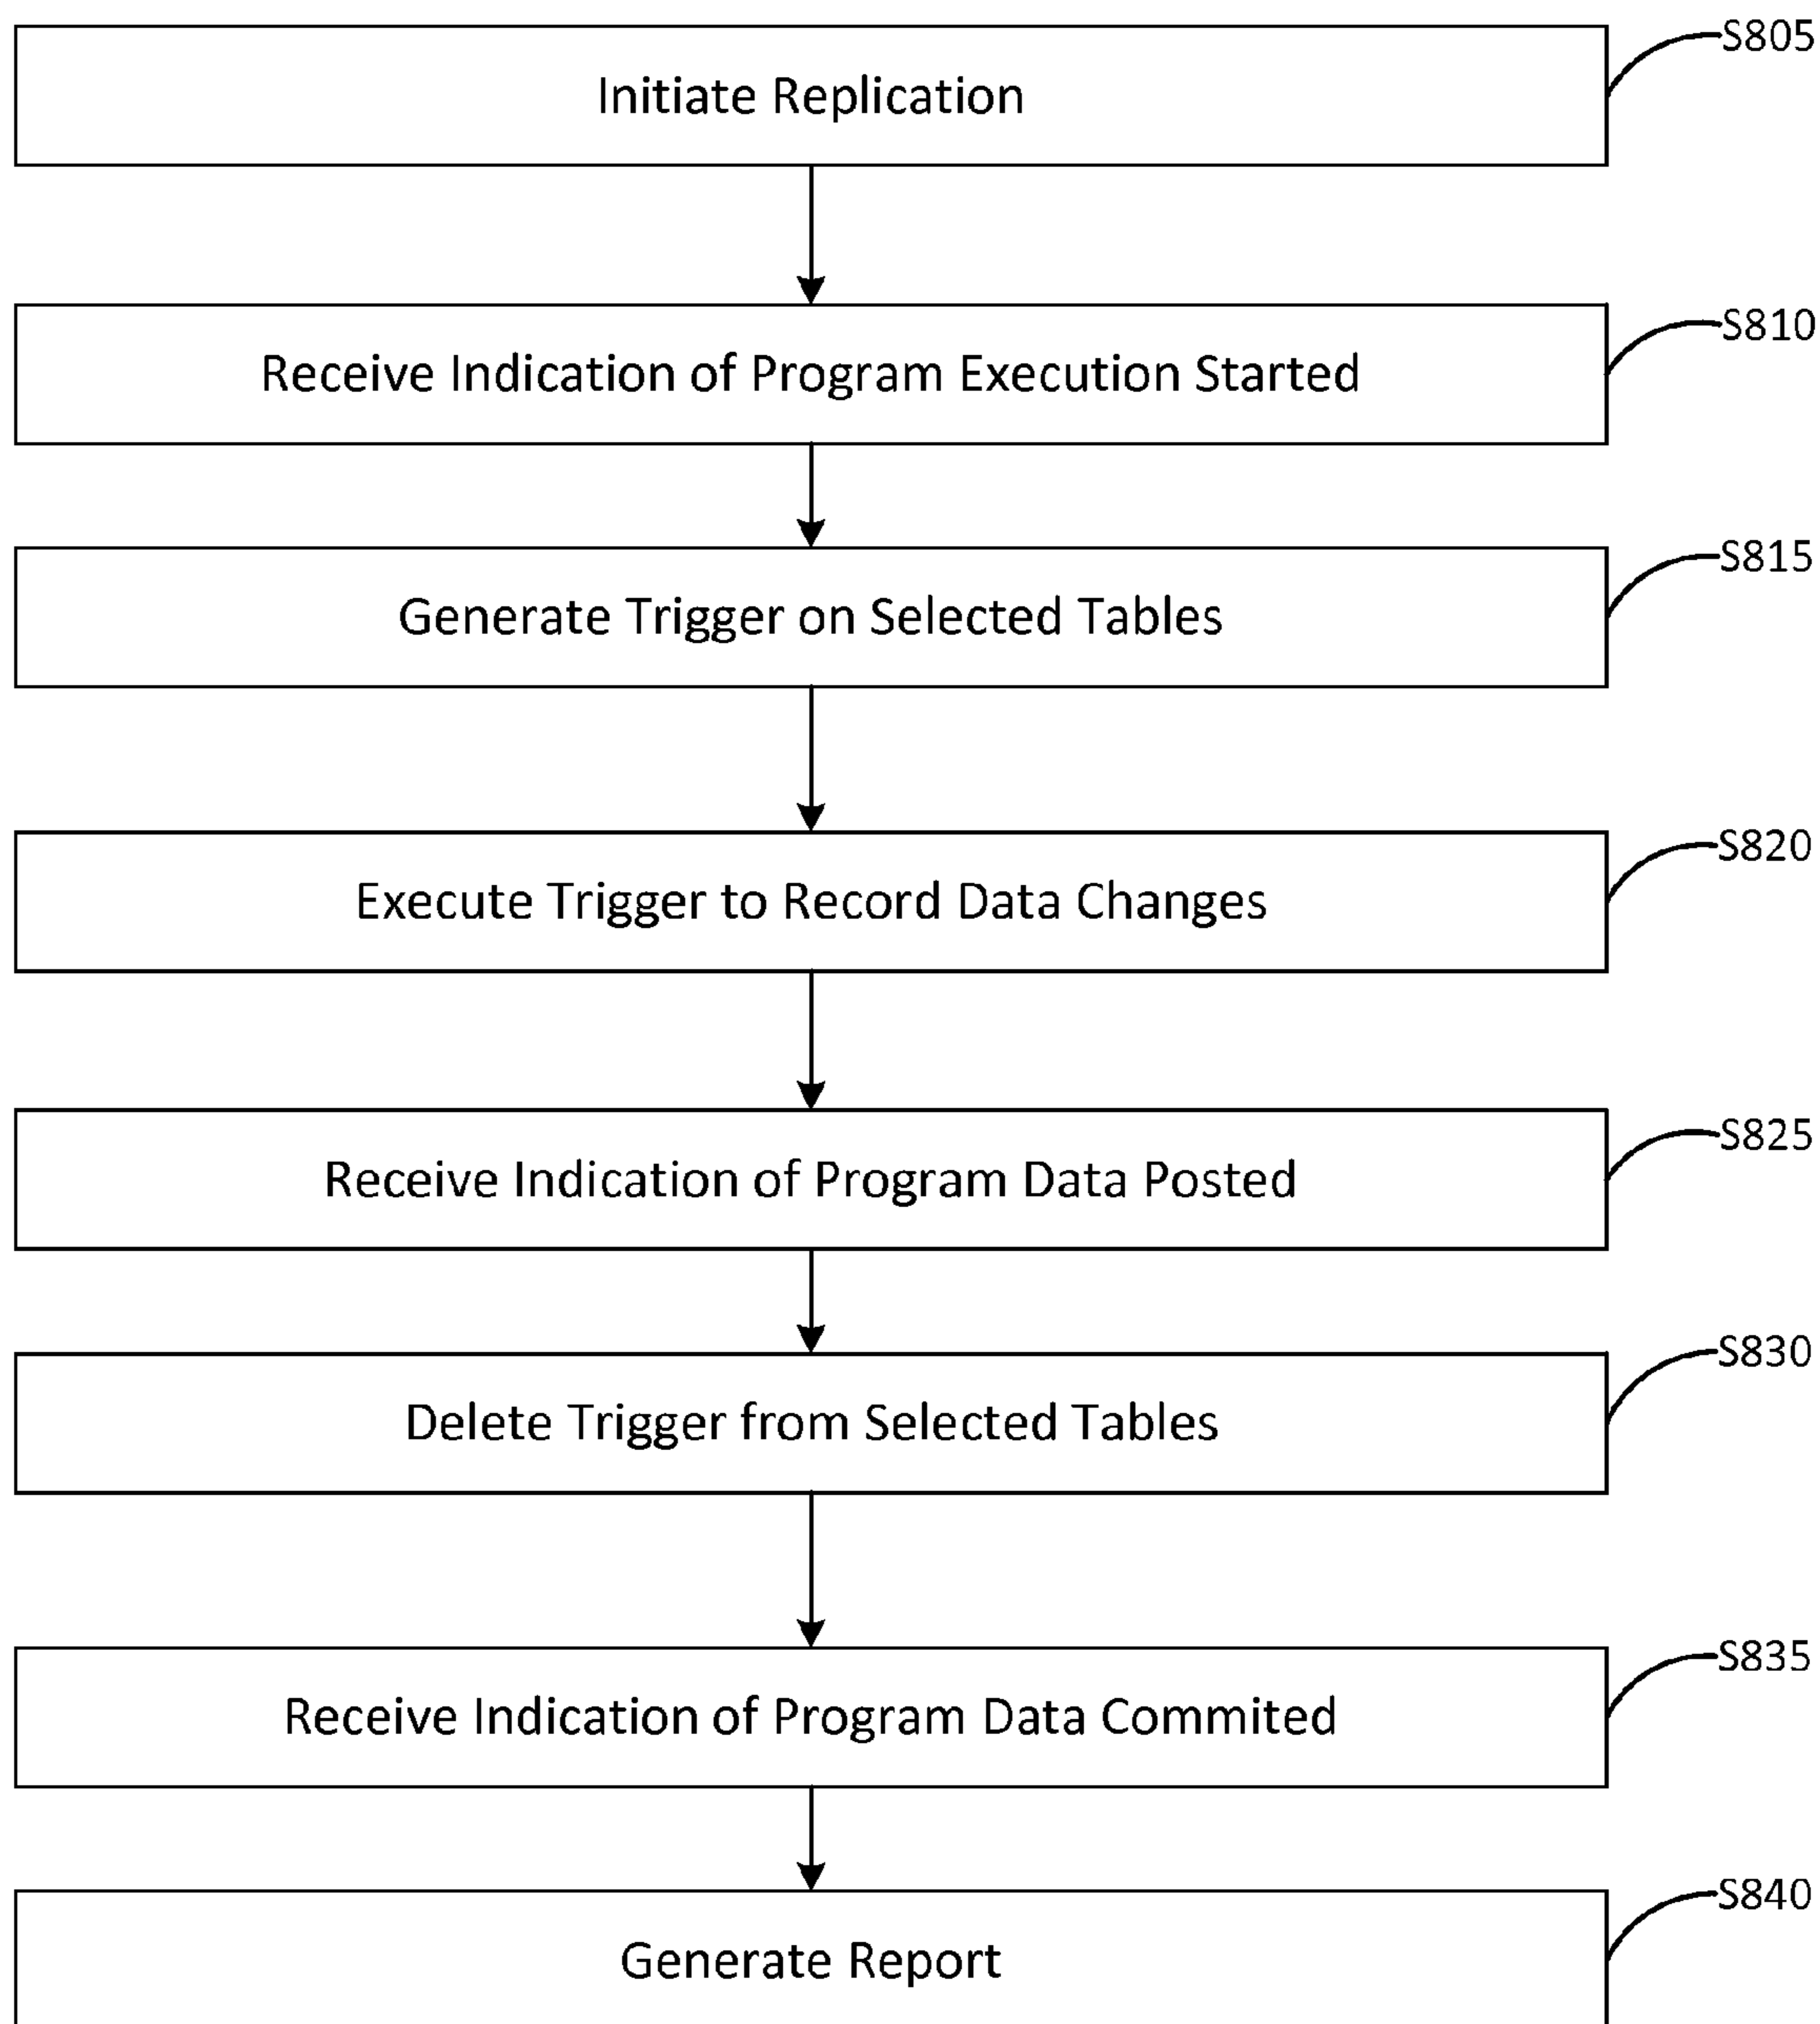 Initiate Replication
S805
Receive Indication of Program Execution Started
S810
Generate Trigger on Selected Tables
S815
Execute Trigger to Record Data Changes
S820
Receive Indication of Program Data Posted
S825
Delete Trigger from Selected Tables
S830
Receive Indication of Program Data Commited
S835
Generate Report
S840